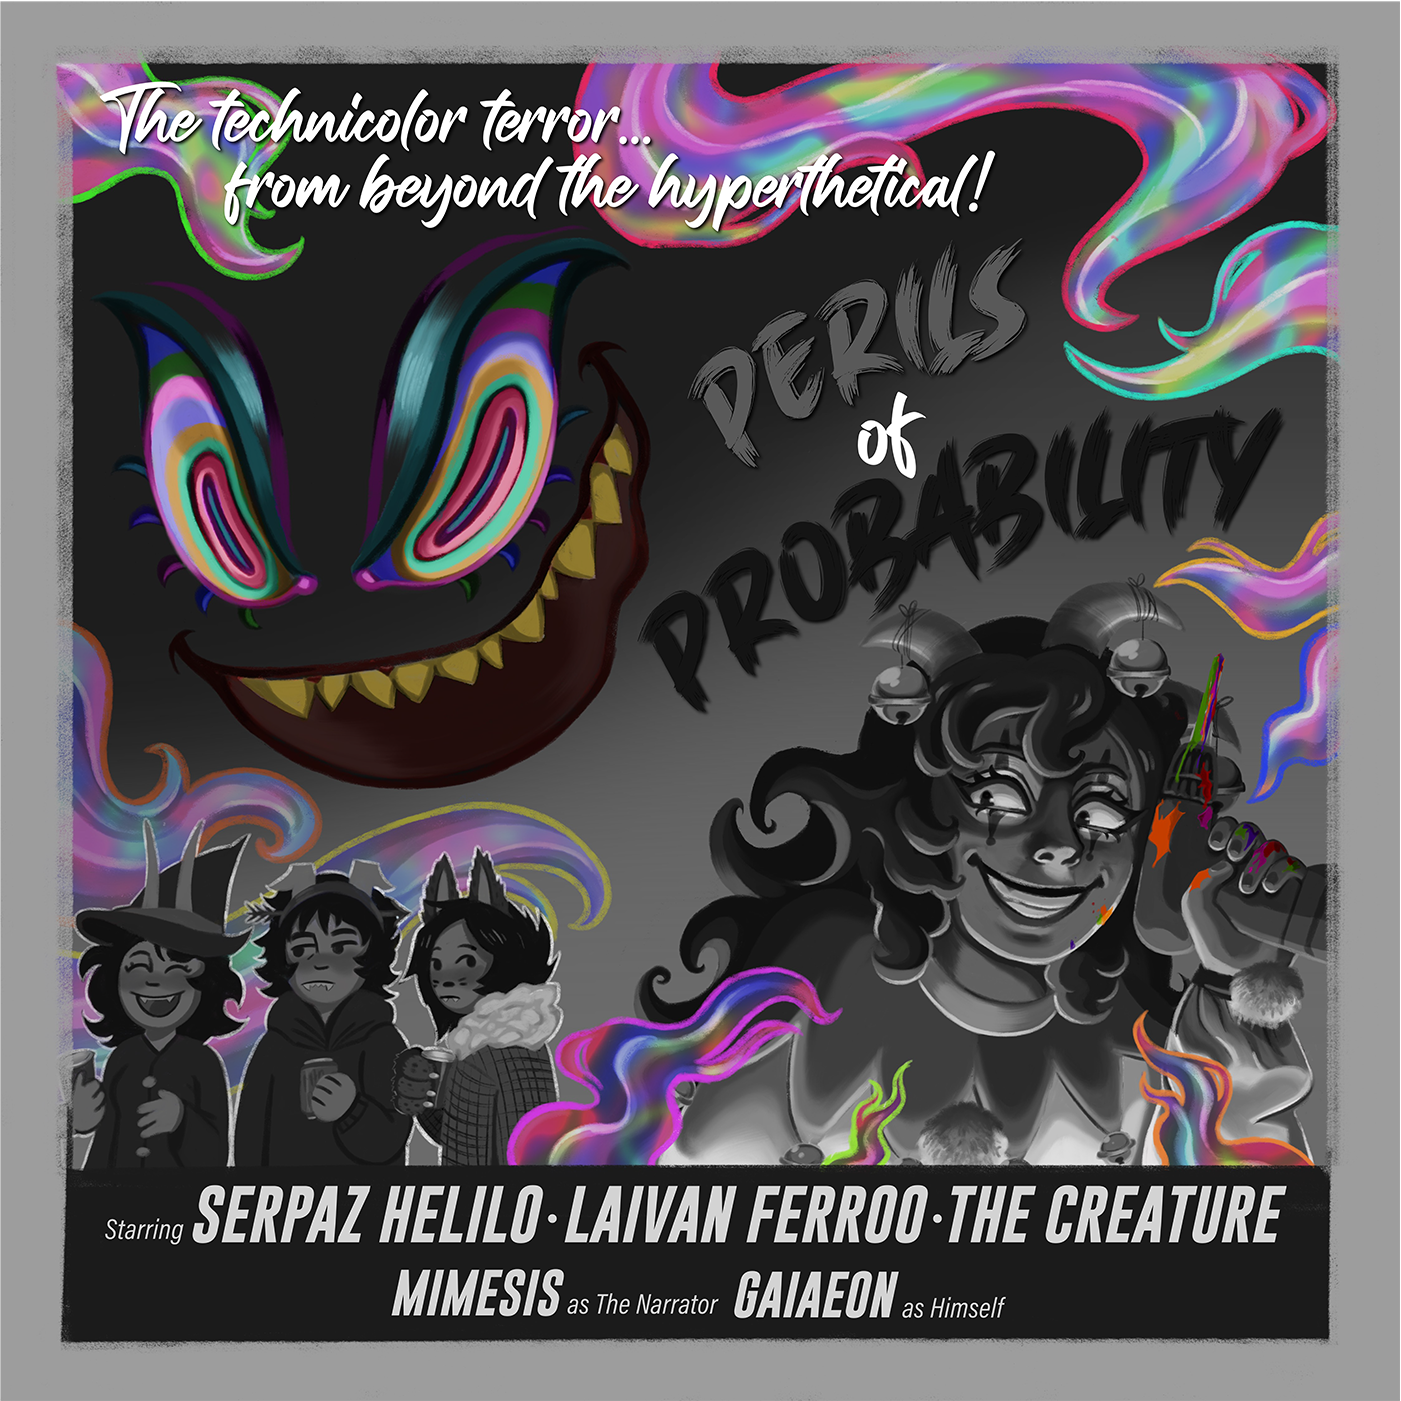 The technicolor terror...
from beyond the hyperthetical!
PERILS
of
PROBABILITY
Starring SERPAZ HELILO · LAIVAN FERROO · THE CREATURE
MIMESIS as The Narrator GAIAEON as Himself